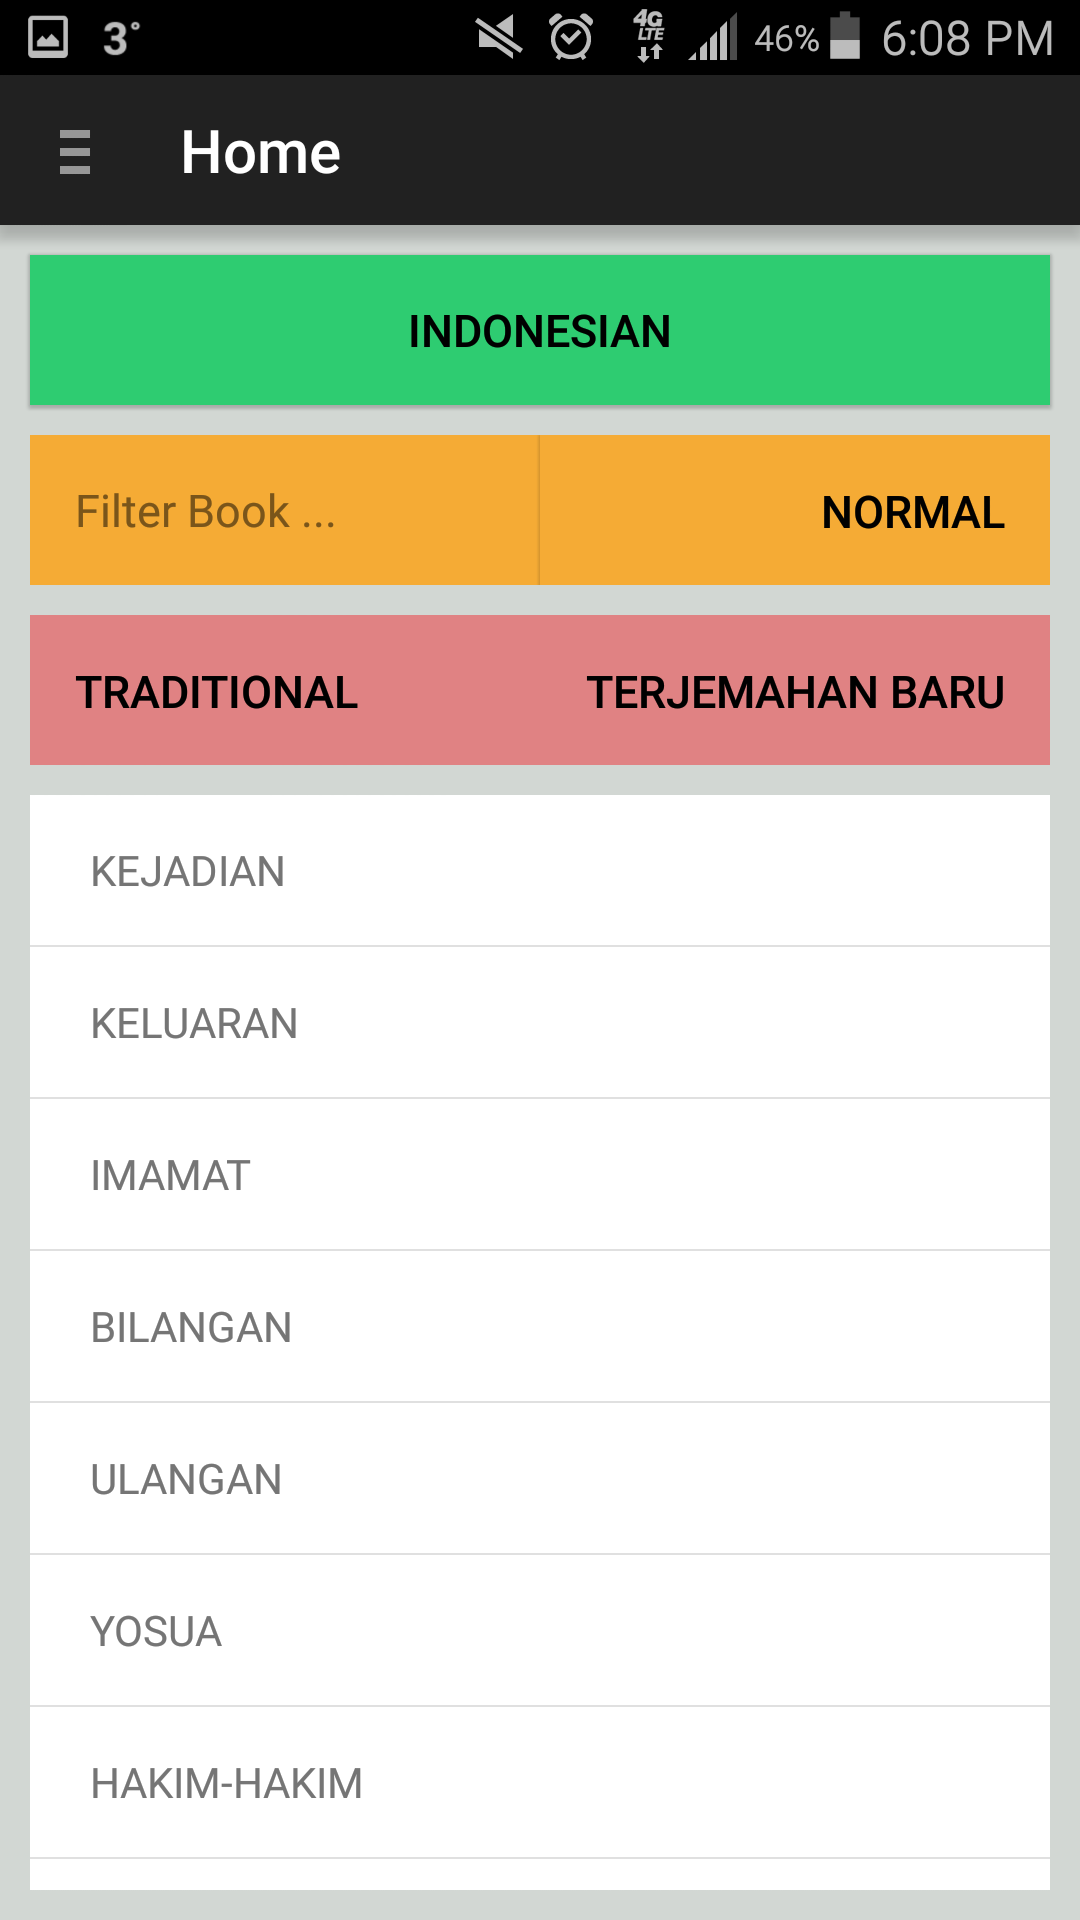 3° 4G LTE 46% 6:08 PM
Home
INDONESIAN
Filter Book ... NORMAL
TRADITIONAL TERJEMAHAN BARU
KEJADIAN
KELUARAN
IMAMAT
BILANGAN
ULANGAN
YOSUA
HAKIM-HAKIM